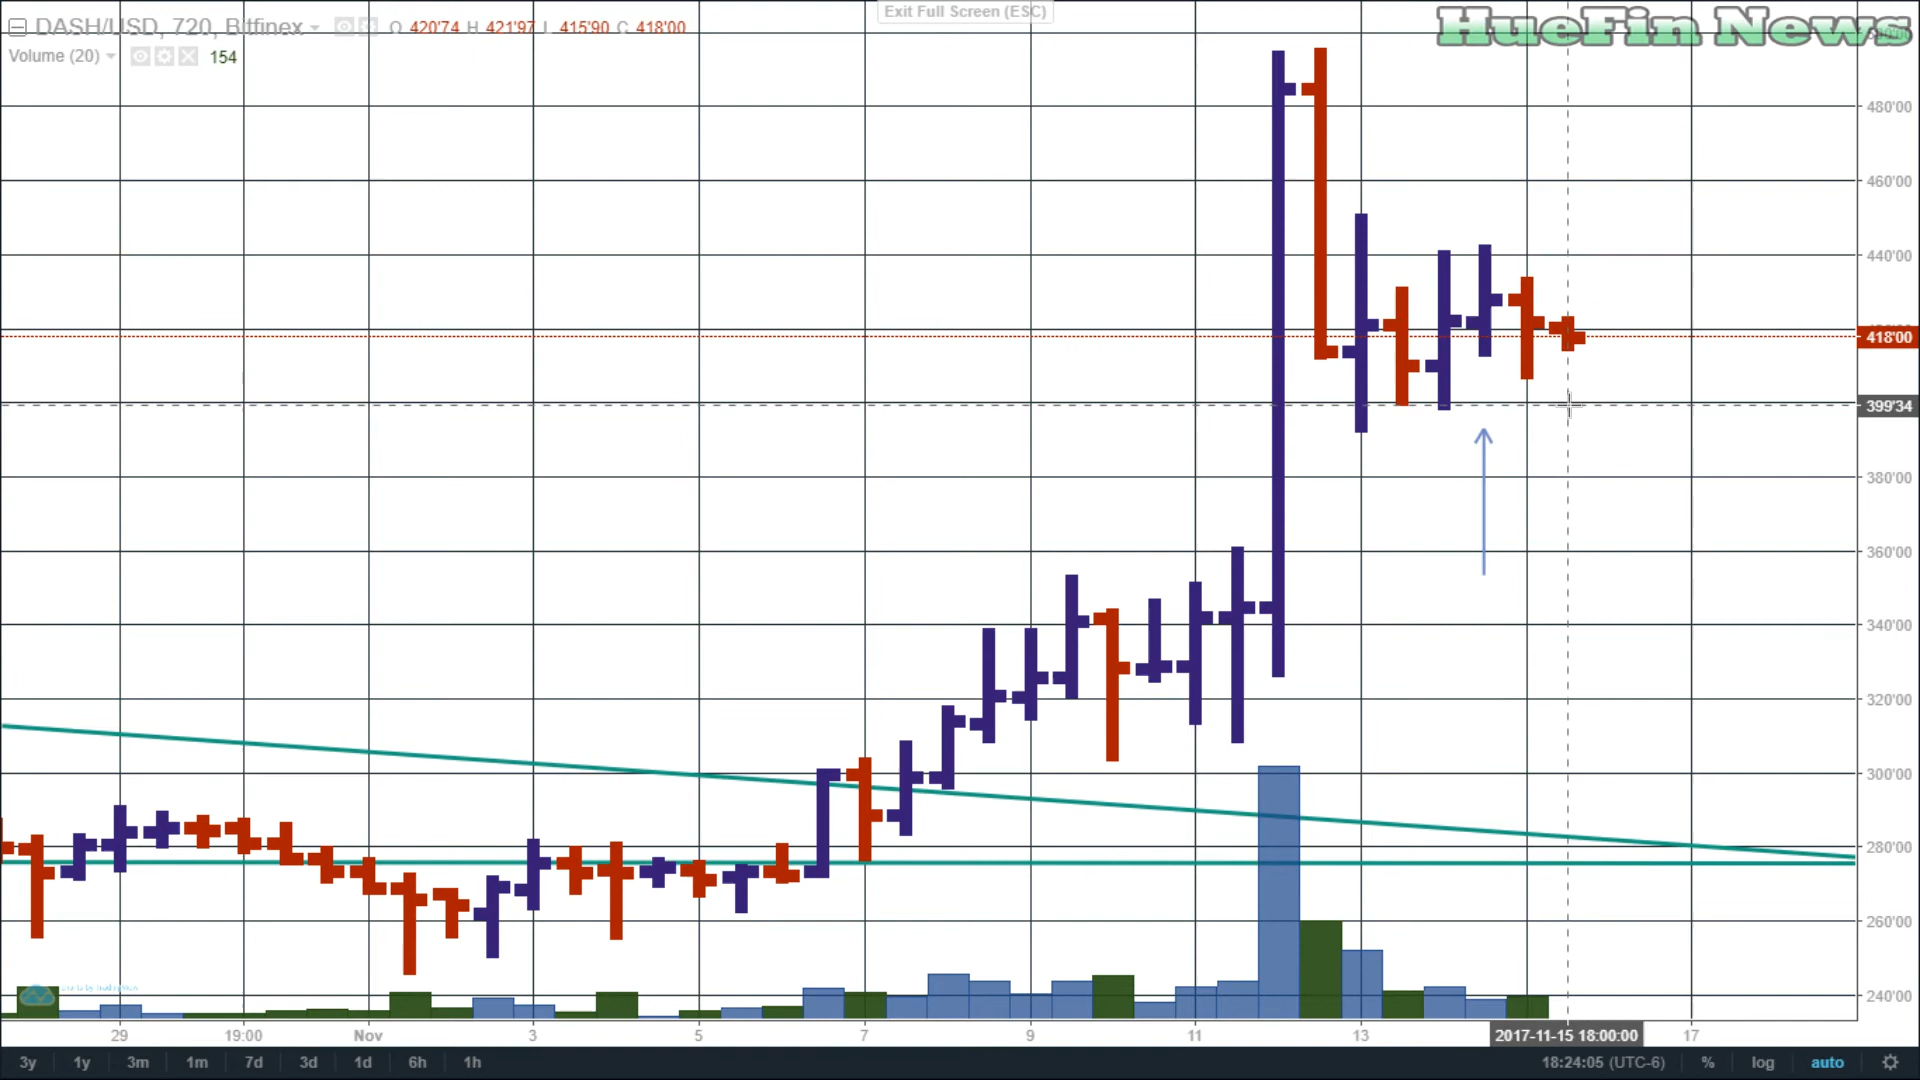 DASH/USD, 720, Bitfinex O 420'74 H 421'97 L 415'90 C 418'00
Exit Full Screen (ESC)
HueFin News
Volume (20) 154
480'00
460'00
440'00
418'00
399'34
380'00
360'00
340'00
320'00
300'00
280'00
260'00
240'00
29 19:00 Nov 3 5 7 9 11 13 2017-11-15 18:00:00 17
3y 1y 3m 1m 7d 3d 1d 6h 1h 18:24:05 (UTC-6) % log auto